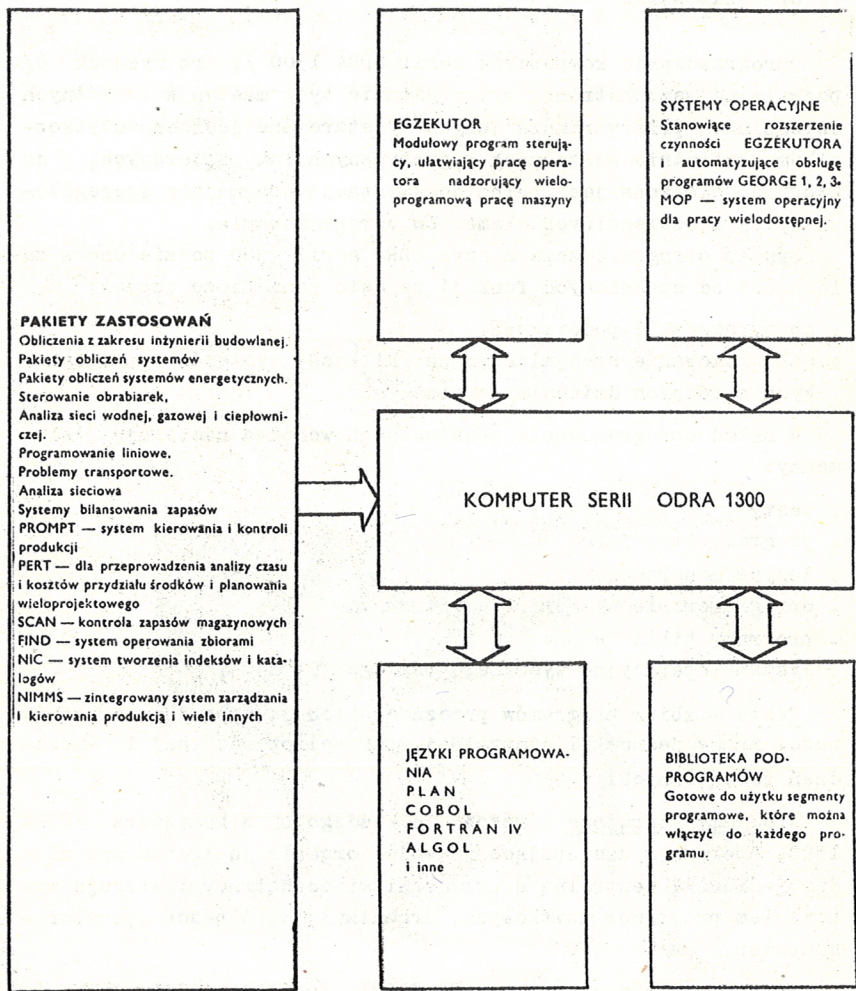 EGZEKUTOR
Modułowy program sterują-
cy, ułatwiający pracę opera-
tora i nadzorujący wielo-
programową pracę maszyny
SYSTEMY OPERACYJNE
Stanowiące rozszerzenie
czynności EGZEKUTORA
i automatyzujące obsługę
programów GEORGE 1, 2, 3.
MOP — system operacyjny
dla pracy wielodostępnej.
PAKIETY ZASTOSOWAŃ
Obliczenia z zakresu inżynierii budowlanej.
Pakiety obliczeń systemów
Pakiety obliczeń systemów energetycznych.
Sterowanie obrabiarek,
Analiza sieci wodnej, gazowej i ciepłowni-
czej.
Programowanie liniowe.
Problemy transportowe.
Analiza sieciowa
Systemy bilansowania zapasów
PROMPT — system kierowania i kontroli
produkcji
PERT — dla przeprowadzenia analizy czasu
i kosztów przydziału środków i planowania
wieloprojektowego
SCAN — kontrola zapasów magazynowych
FIND — system operowania zbiorami
NIC — system tworzenia indeksów i kata-
logów
NIMMS — zintegrowany system zarządzania
i kierowania produkcją i wiele innych
KOMPUTER SERII ODRA 1300
JĘZYKI PROGRAMOWA-
NIA
PLAN
COBOL
FORTRAN IV
ALGOL
i inne
BIBLIOTEKA POD-
PROGRAMÓW
Gotowe do użytku segmenty
programowe, które można
włączyć do każdego pro-
gramu.